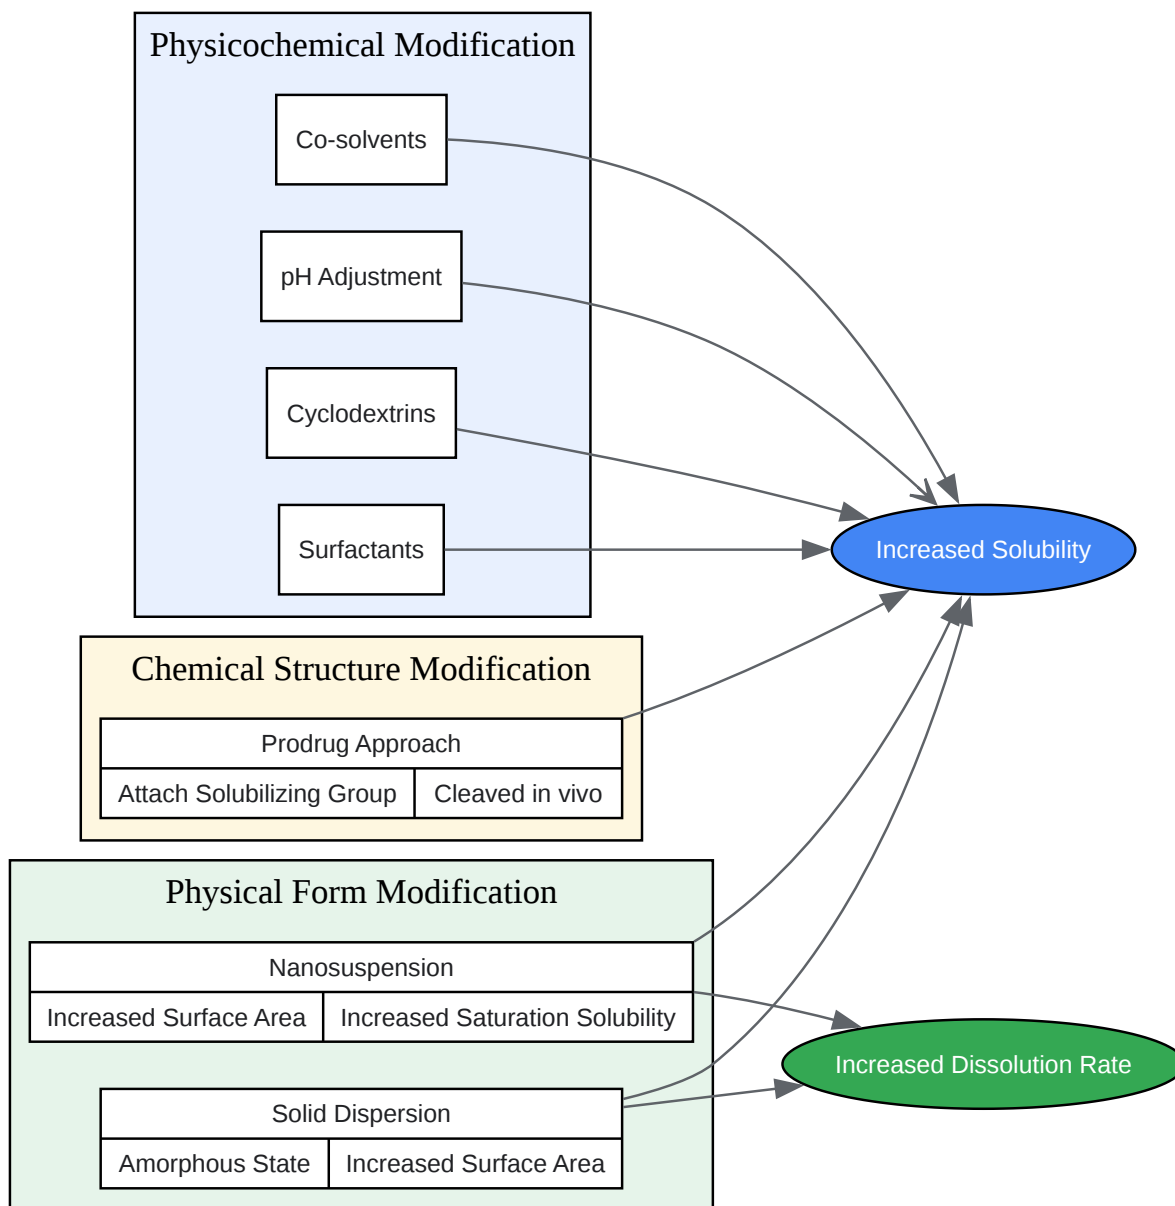 Physicochemical Modification
Co-solvents
pH Adjustment
Cyclodextrins
Surfactants
Increased Solubility
Chemical Structure Modification
Prodrug Approach
Attach Solubilizing Group
Cleaved in vivo
Physical Form Modification
Nanosuspension
Increased Surface Area
Increased Saturation Solubility
Increased Dissolution Rate
Solid Dispersion
Amorphous State
Increased Surface Area